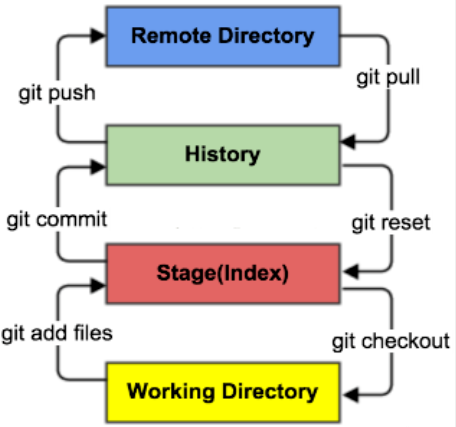 Remote Directory
git push
git pull
History
git commit
git reset
Stage(Index)
git add files
git checkout
Working Directory